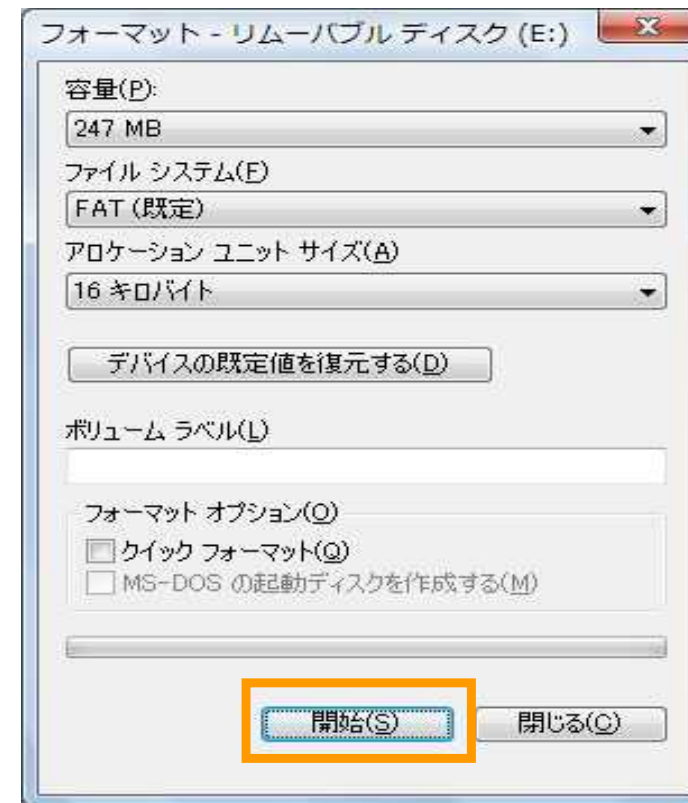 フォーマット - リムーバブル ディスク (E:)
容量(P):
247 MB
ファイル システム(F)
FAT (既定)
アロケーション ユニット サイズ(A)
16 キロバイト
デバイスの既定値を復元する(D)
ボリューム ラベル(L)
フォーマット オプション(O)
クイック フォーマット(Q)
MS-DOS の起動ディスクを作成する(M)
開始(S)
閉じる(C)